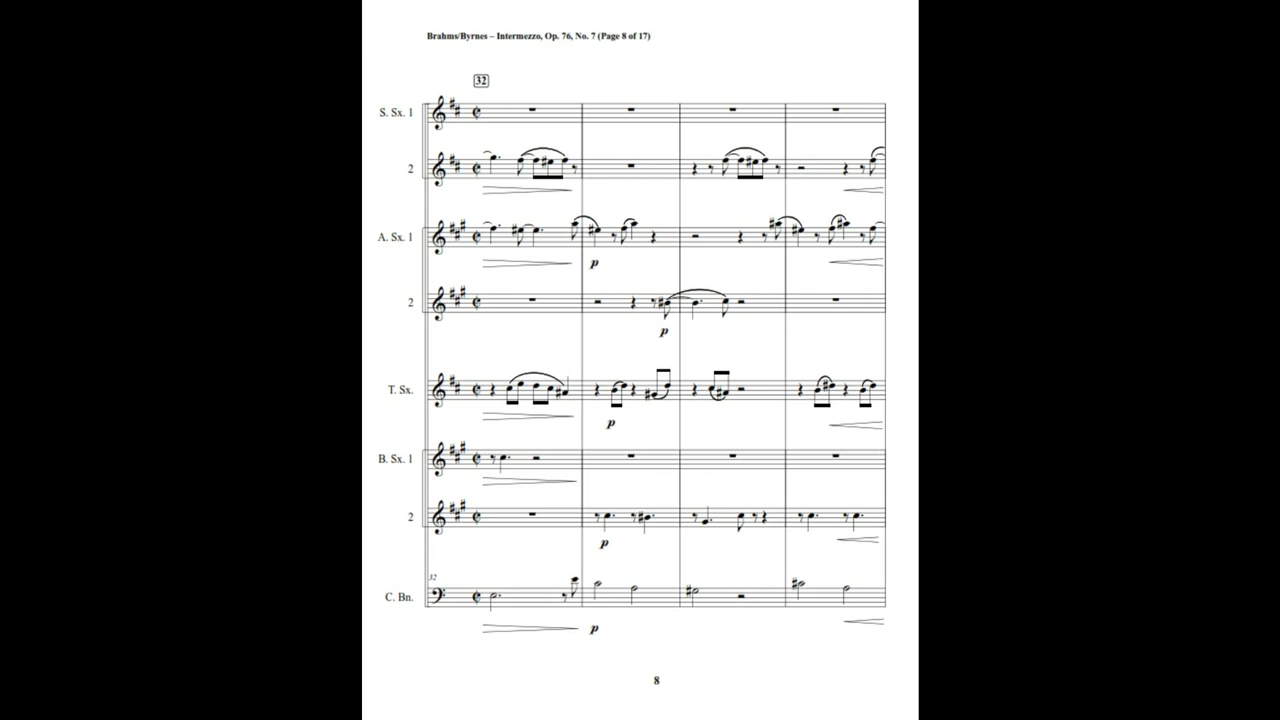 Brahms/Byrnes – Intermezzo, Op. 76, No. 7 (Page 8 of 17)
32
S. Sx. 1
2
A. Sx. 1
p
2
p
T. Sx.
p
B. Sx. 1
2
p
32
C. Bn.
p
8